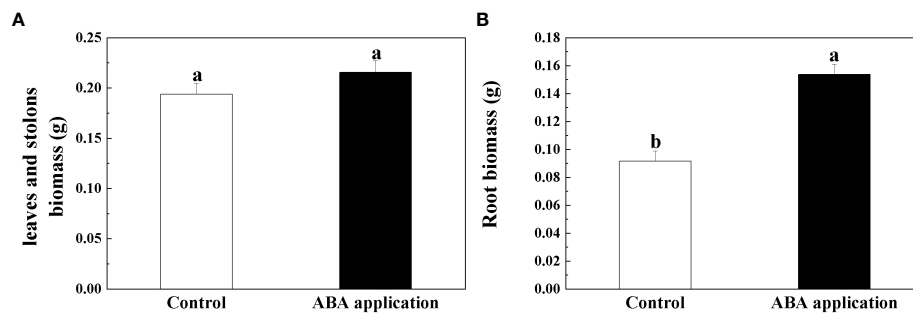 A
leaves and stolons
biomass (g)
0.25
0.20
0.15
0.10
0.05
0.00
a
a
Control
ABA application
B
Root biomass (g)
0.18
0.16
0.14
0.12
0.10
0.08
0.06
0.04
0.02
0.00
b
a
Control
ABA application